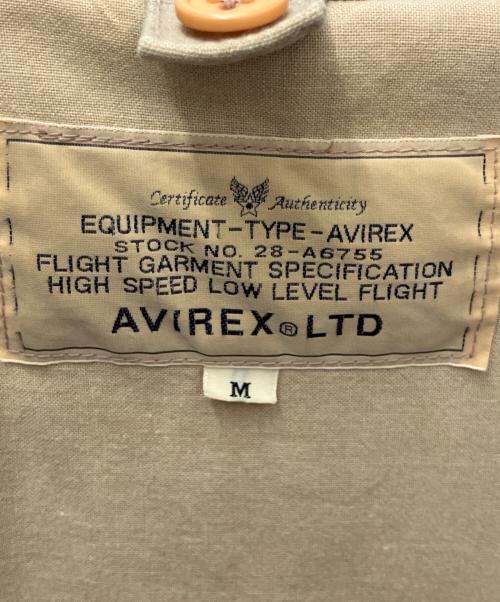 Certificate Authenticity
EQUIPMENT-TYPE-AVIREX
STOCK NO. 28-A6755
FLIGHT GARMENT SPECIFICATION
HIGH SPEED LOW LEVEL FLIGHT
AVIREX® LTD
M